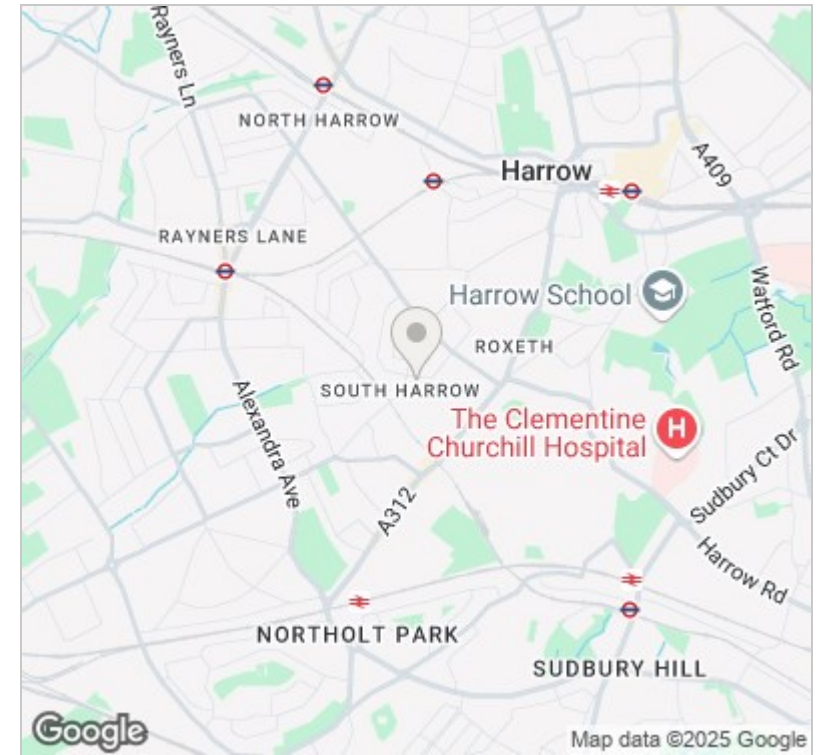 Rayners Ln
NORTH HARROW
Harrow
A409
RAYNERS LANE
Watford Rd
Harrow School
ROXETH
SOUTH HARROW
Alexandra Ave
The Clementine
Churchill Hospital
H
Sudbury Ct Dr
A312
Harrow Rd
NORTHOLT PARK
SUDBURY HILL
Google
Map data ©2025 Google